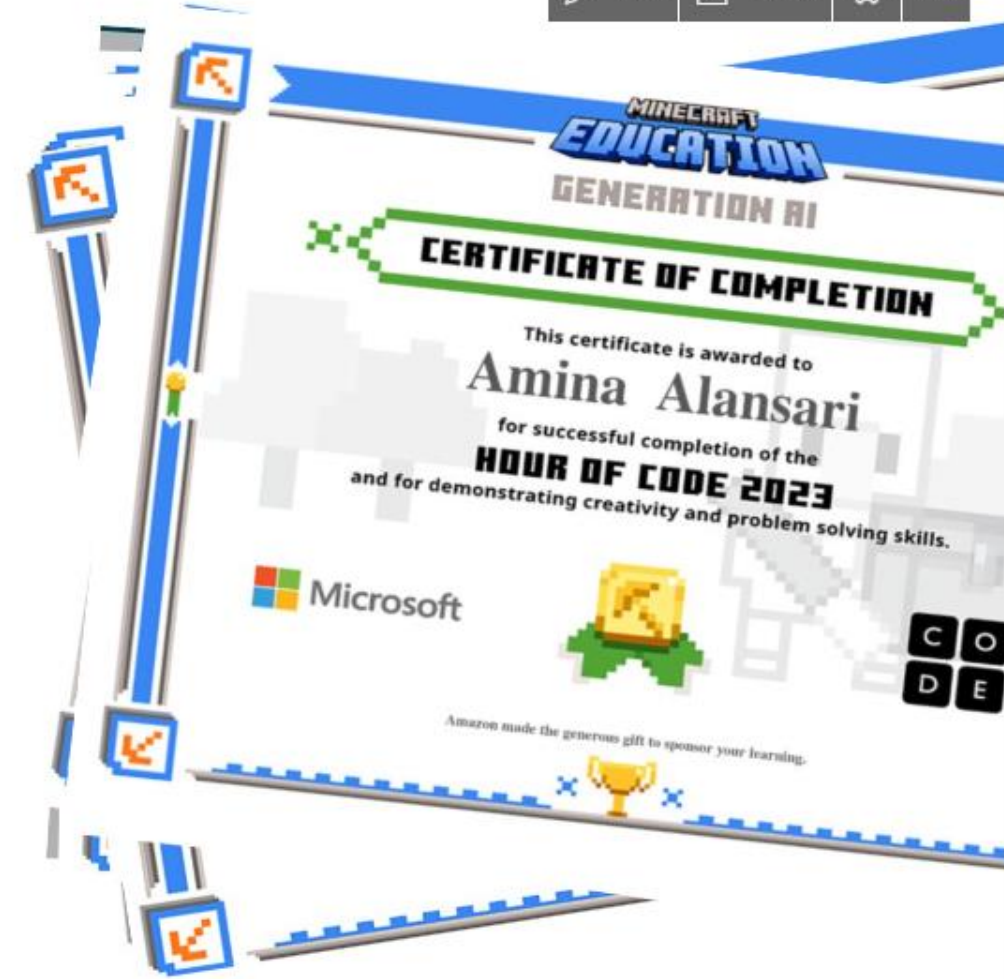 MINECRAFT
EDUCATION
GENERATION AI
CERTIFICATE OF COMPLETION
This certificate is awarded to
Amina Alansari
for successful completion of the
HOUR OF CODE 2023
and for demonstrating creativity and problem solving skills.
Microsoft
C O
D E
Amazon made the generous gift to sponsor your learning.